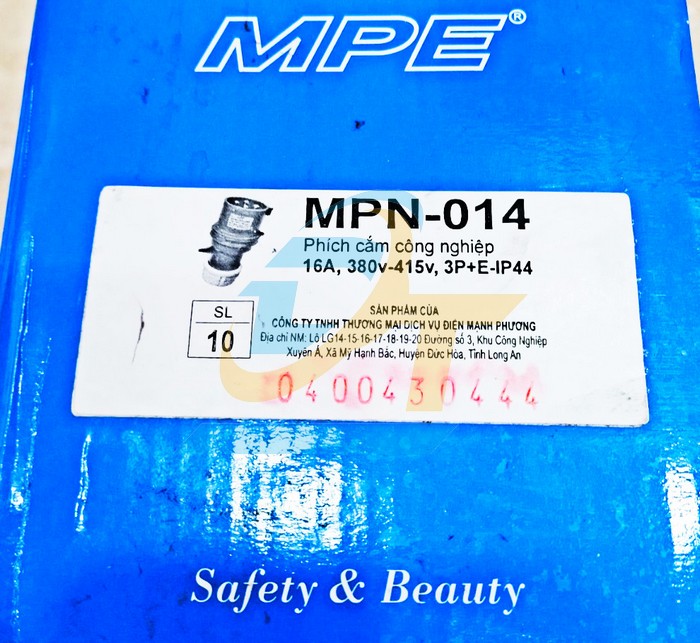 MPE®
MPN-014
Phích cắm công nghiệp
16A, 380v-415v, 3P+E-IP44
SL
10
SẢN PHẨM CỦA
CÔNG TY TNHH THƯƠNG MẠI DỊCH VỤ ĐIỆN MẠNH PHƯƠNG
Địa chỉ NM: Lô LG14-15-16-17-18-19-20 Đường số 3, Khu Công Nghiệp
Xuyên Á, Xã Mỹ Hạnh Bắc, Huyện Đức Hòa, Tỉnh Long An
0400430444
Safety & Beauty